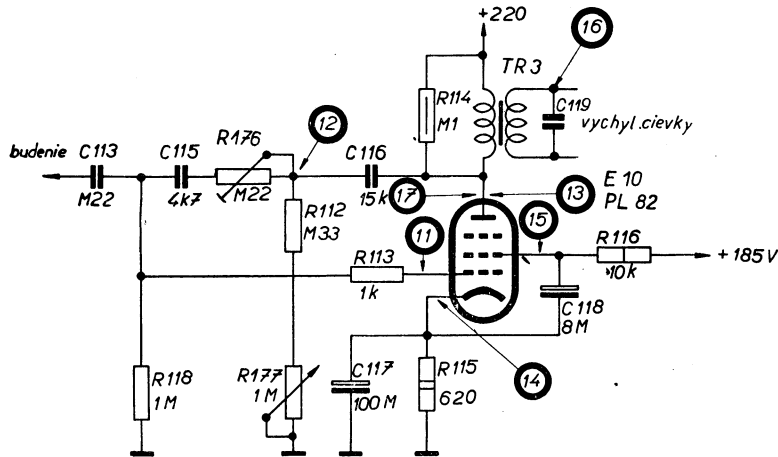 +220
16
TR 3
R114
M1
C119
vychyl. cievky
12
R176
C113
C115
C116
budenie
M22
4k7
M22
15k
17
13
E 10
PL 82
R112
M33
11
15
R116
10k
+185V
R113
1k
C118
8M
R118
1M
R177
1M
C117
100M
R115
620
14